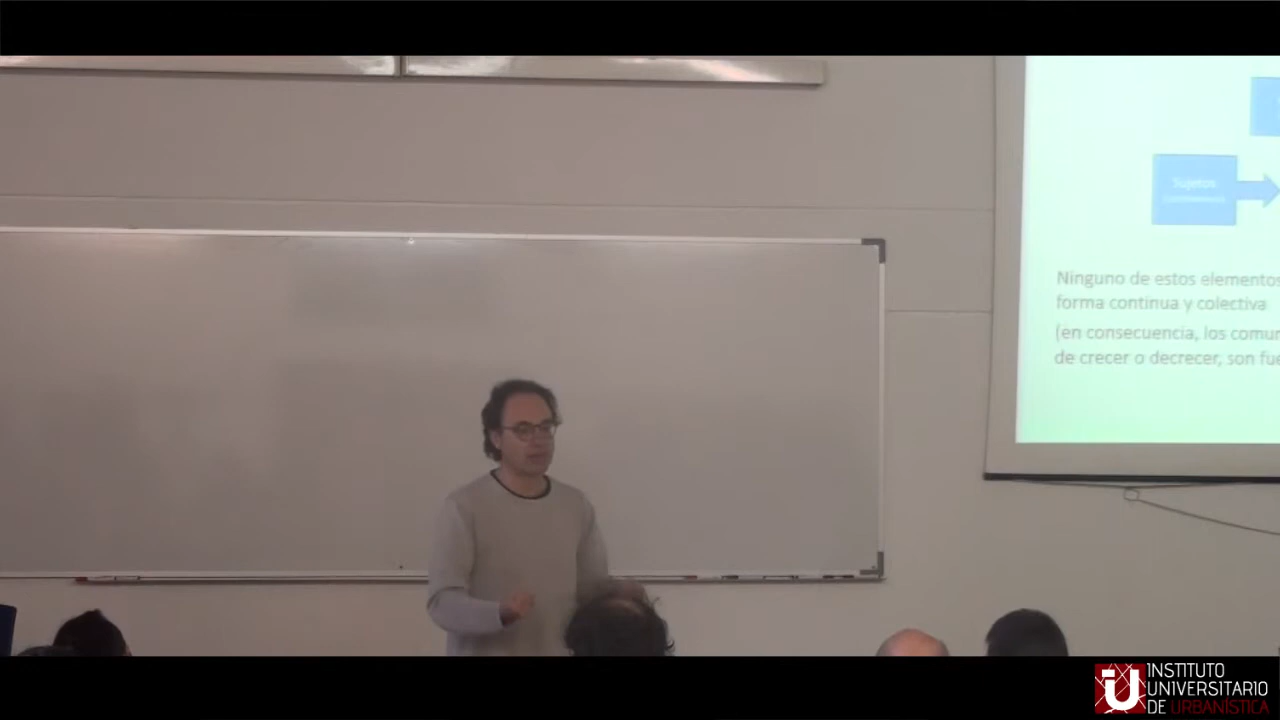 Sujetos
Ninguno de estos elementos
forma continua y colectiva
(en consecuencia, los comun
de crecer o decrecer, son fue
INSTITUTO
UNIVERSITARIO
DE URBANÍSTICA